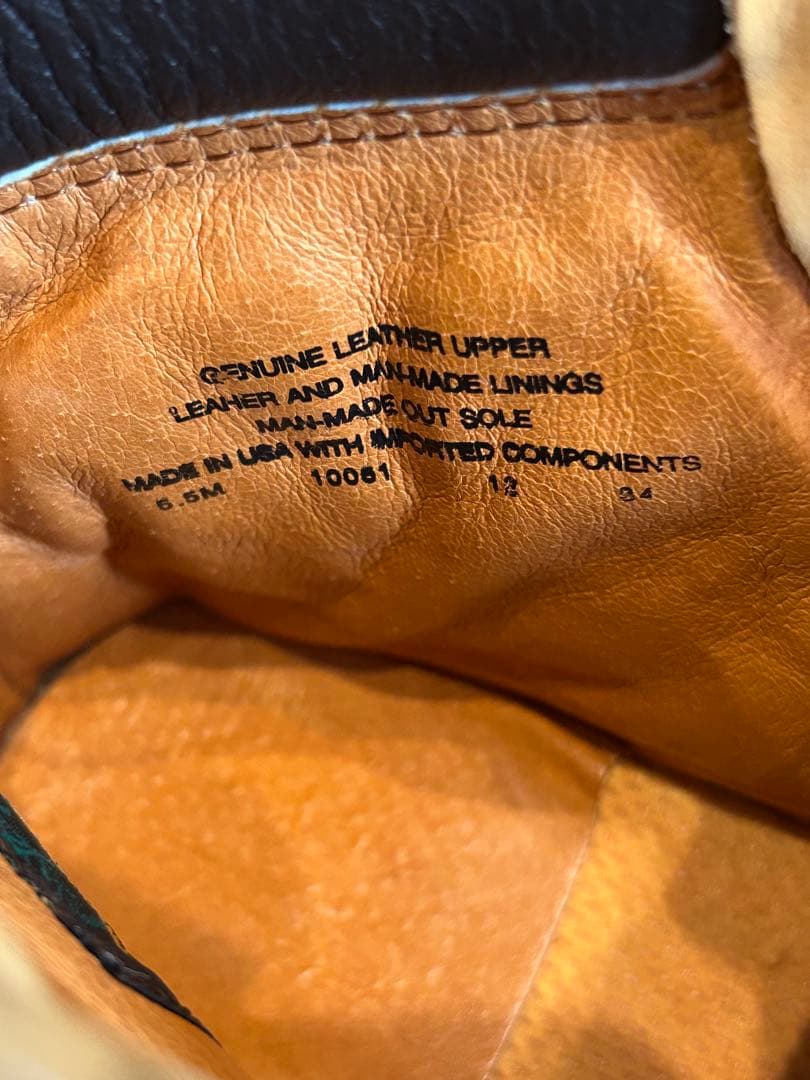 GENUINE LEATHER UPPER
LEAHER AND MAN-MADE LININGS
MAN-MADE OUT SOLE
MADE IN USA WITH IMPORTED COMPONENTS
6.5M 10061 12 34